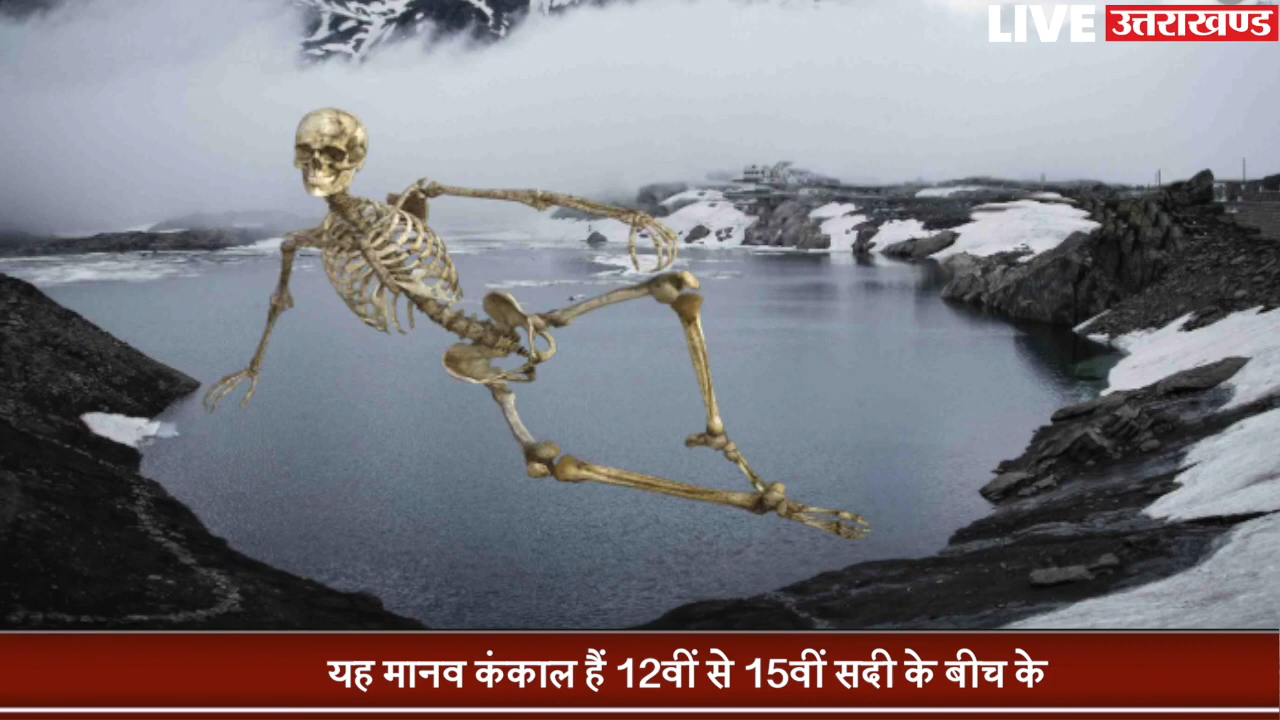 LIVE उत्तराखण्ड
यह मानव कंकाल हैं 12वीं से 15वीं सदी के बीच के